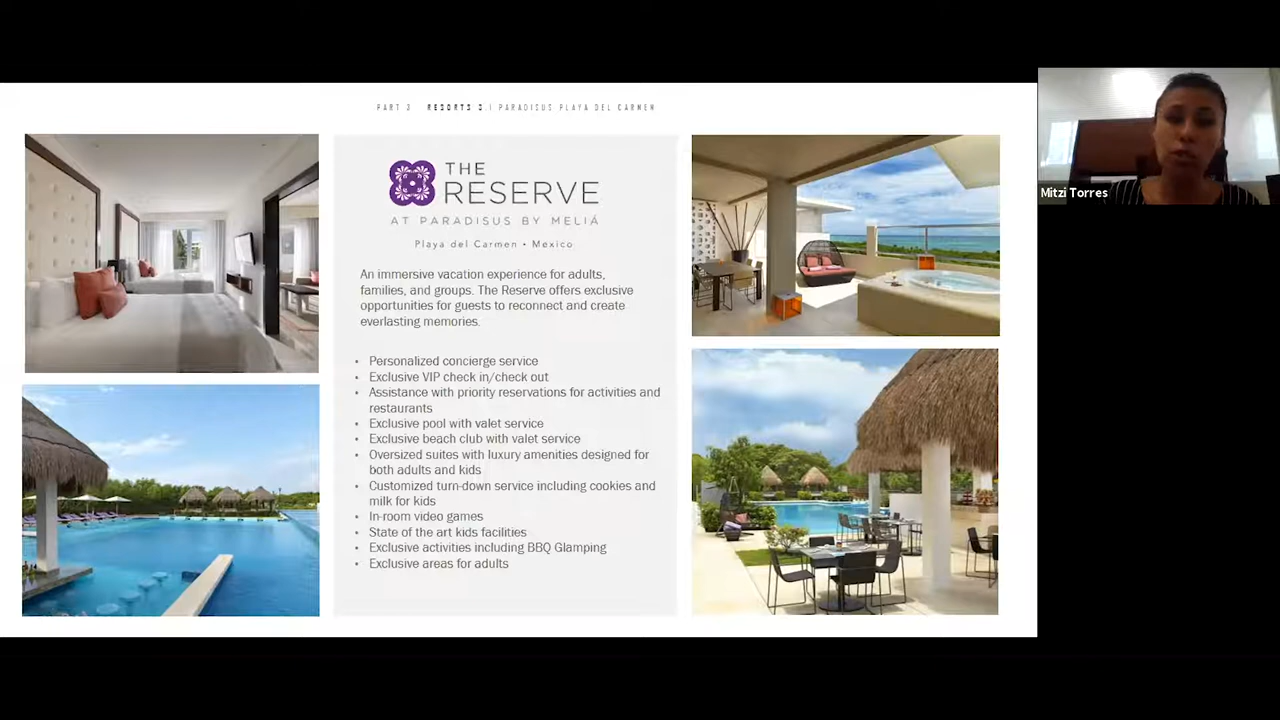 PART 2 RESORTS 2.1 PARADISUS PLAYA DEL CARMEN
THE
RESERVE
AT PARADISUS BY MELIÁ
Playa del Carmen • Mexico
An immersive vacation experience for adults,
families, and groups. The Reserve offers exclusive
opportunities for guests to reconnect and create
everlasting memories.
• Personalized concierge service
• Exclusive VIP check in/check out
• Assistance with priority reservations for activities and
restaurants
• Exclusive pool with valet service
• Exclusive beach club with valet service
• Oversized suites with luxury amenities designed for
both adults and kids
• Customized turn-down service including cookies and
milk for kids
• In-room video games
• State of the art kids facilities
• Exclusive activities including BBQ Glamping
• Exclusive areas for adults
Mitzi Torres